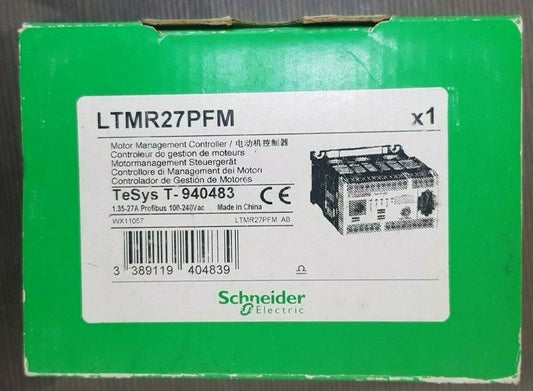 LTMR27PFM x1
Motor Management Controller / 电动机控制器
Controleur de gestion de moteurs
Motormanagement Steuergerät
Controllore di Management dei Motori
Controlador de Gestion de Motores
TeSys T- 940483 CE
1.35-27A Profibus 100-240Vac Made in China
WX11057 LTMR27PFM AB
3 389119 404839
Schneider
Electric